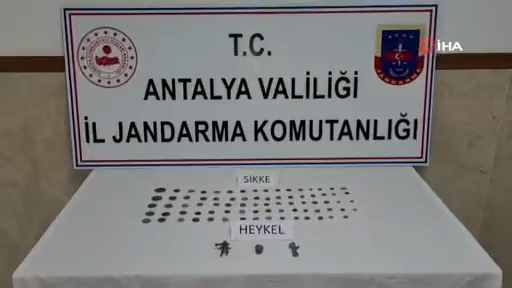 İHA
T.C.
ANTALYA VALİLİĞİ
İL JANDARMA KOMUTANLIĞI
SİKKE
HEYKEL